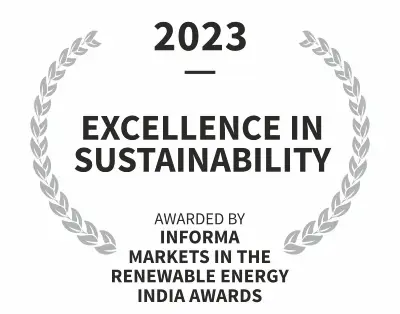 2023
EXCELLENCE IN
SUSTAINABILITY
AWARDED BY
INFORMA
MARKETS IN THE
RENEWABLE ENERGY
INDIA AWARDS